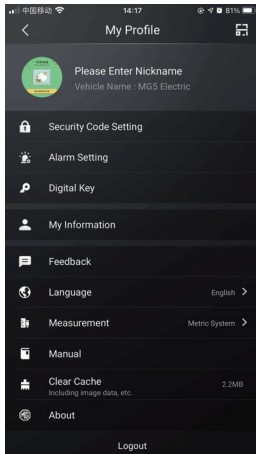 中国移动 14:17 81%
My Profile
Please Enter Nickname
Vehicle Name : MG5 Electric
Security Code Setting
Alarm Setting
Digital Key
My Information
Feedback
Language English
Measurement Metric System
Manual
Clear Cache 2.2MB
Including image data, etc.
About
Logout